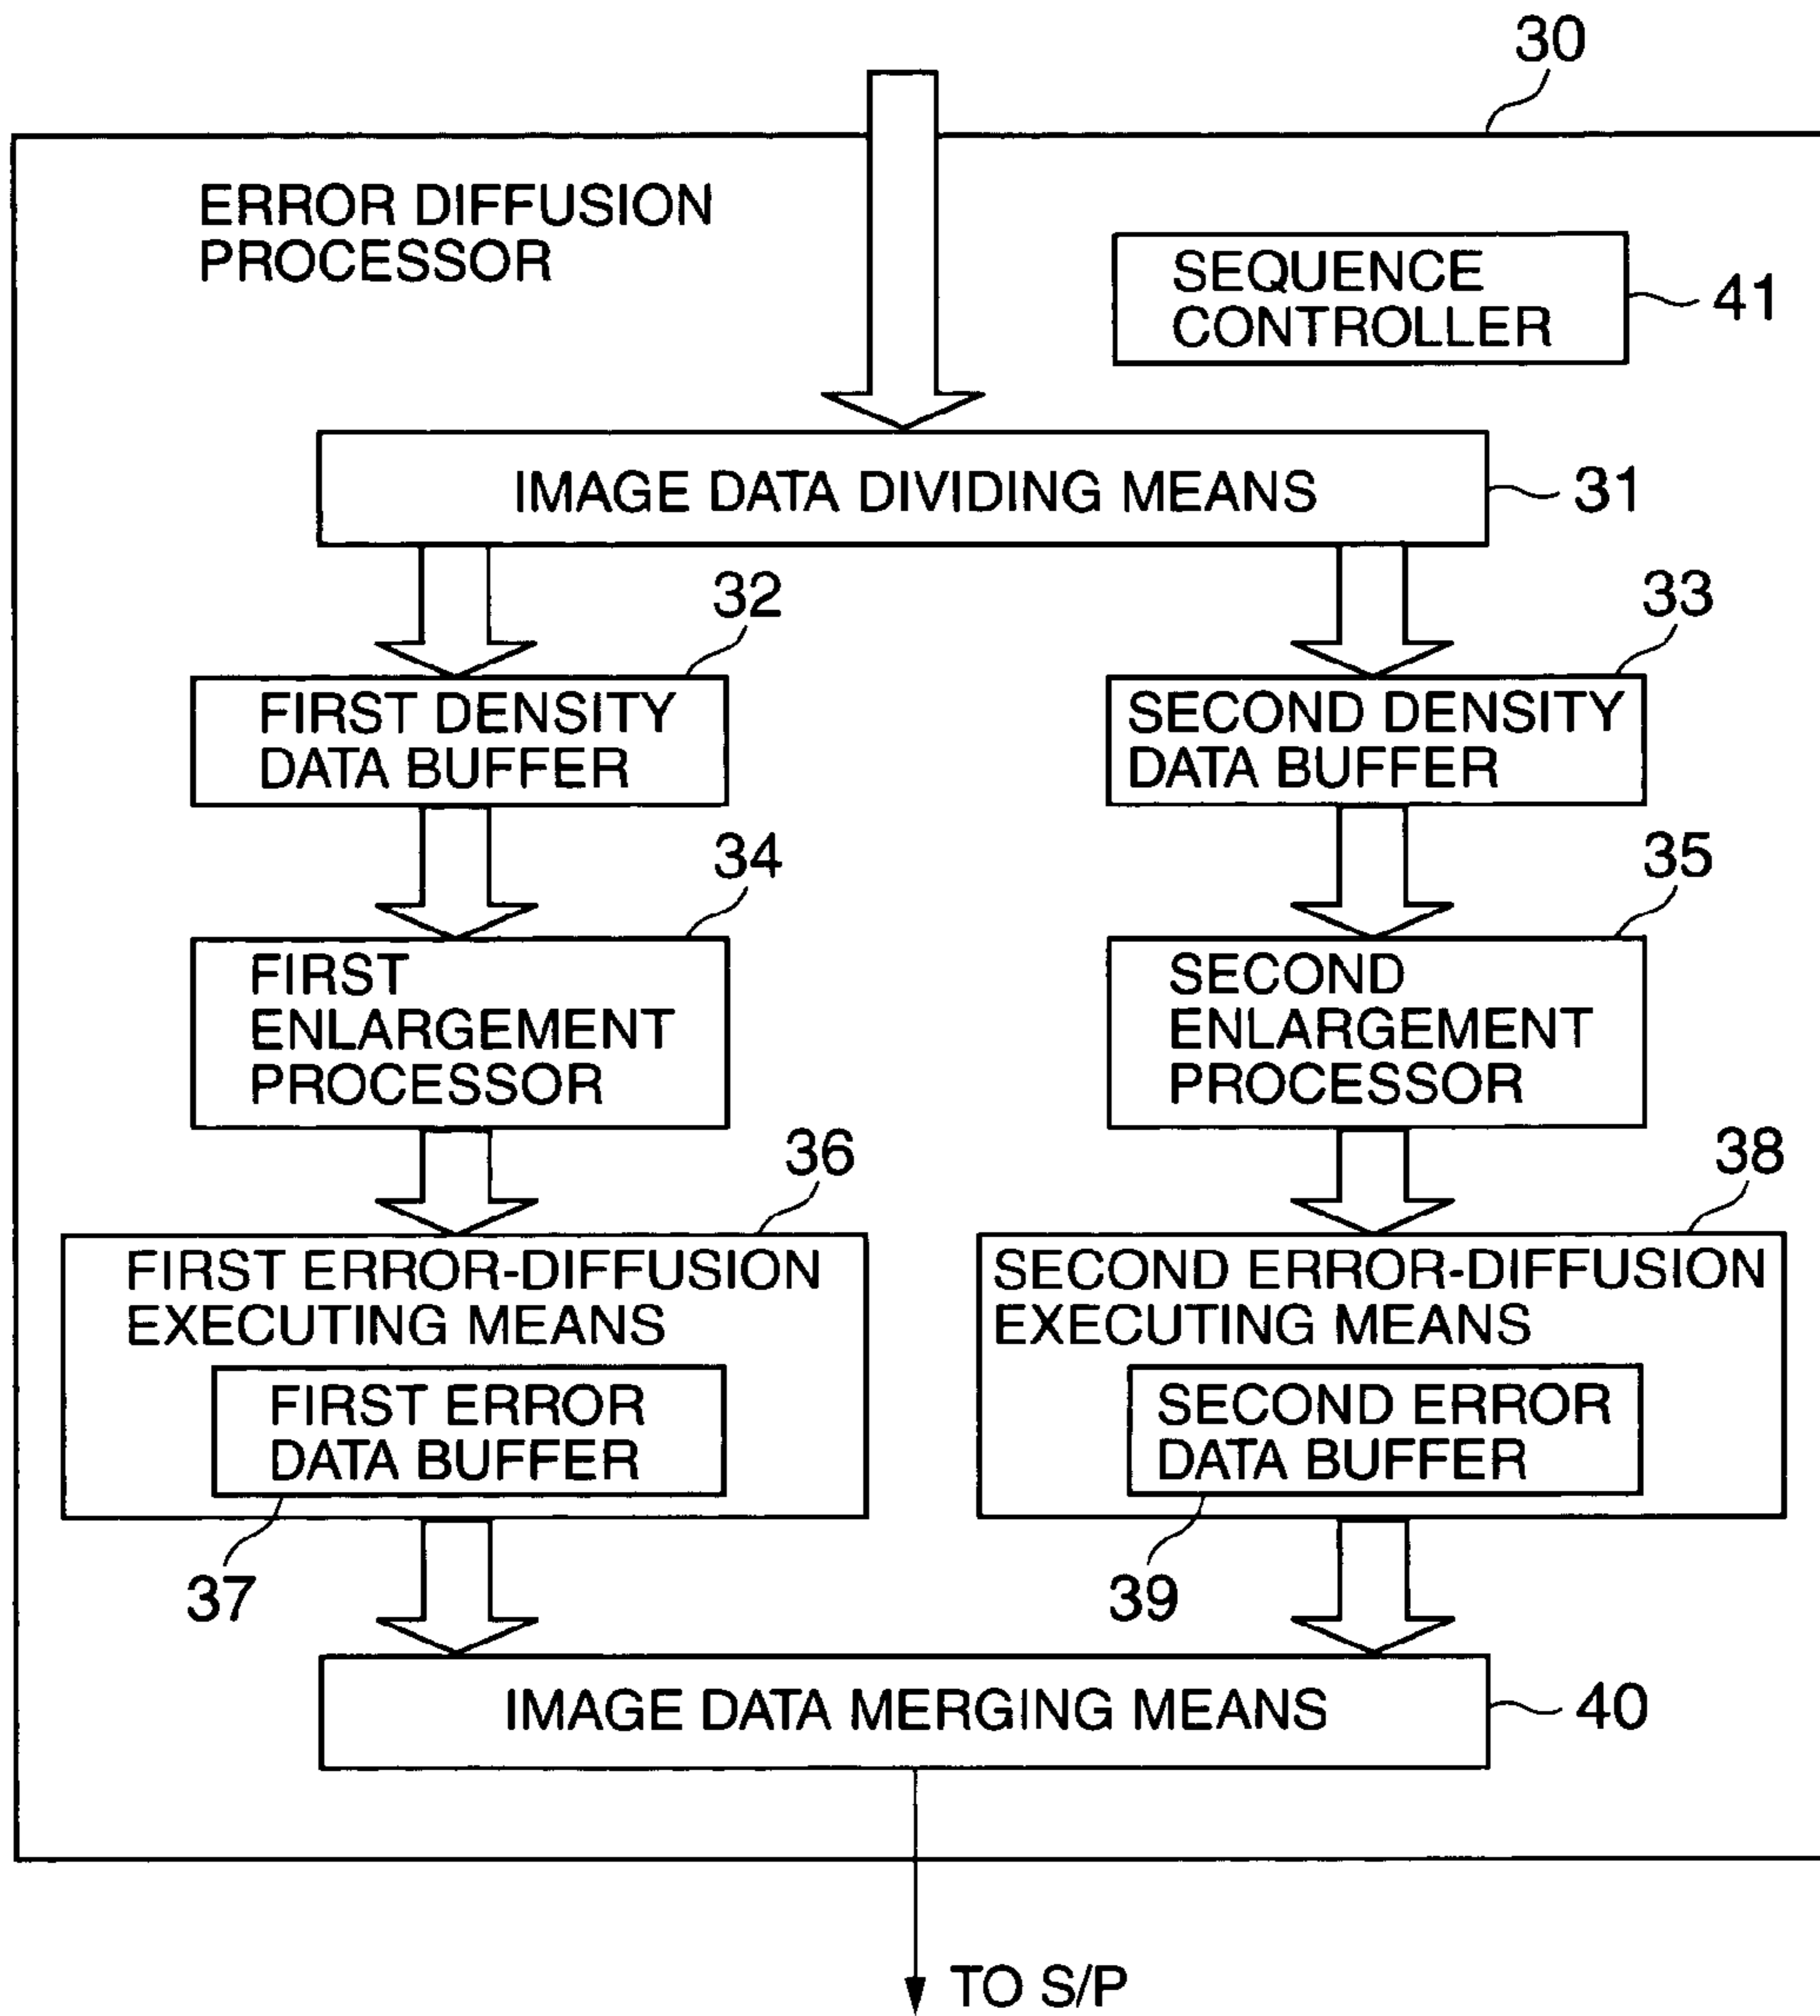 30
ERROR DIFFUSION
PROCESSOR
SEQUENCE
CONTROLLER
41
IMAGE DATA DIVIDING MEANS
31
32
33
FIRST DENSITY
DATA BUFFER
SECOND DENSITY
DATA BUFFER
34
35
FIRST
ENLARGEMENT
PROCESSOR
SECOND
ENLARGEMENT
PROCESSOR
36
38
FIRST ERROR-DIFFUSION
EXECUTING MEANS
SECOND ERROR-DIFFUSION
EXECUTING MEANS
FIRST ERROR
DATA BUFFER
SECOND ERROR
DATA BUFFER
37
39
IMAGE DATA MERGING MEANS
40
TO S/P